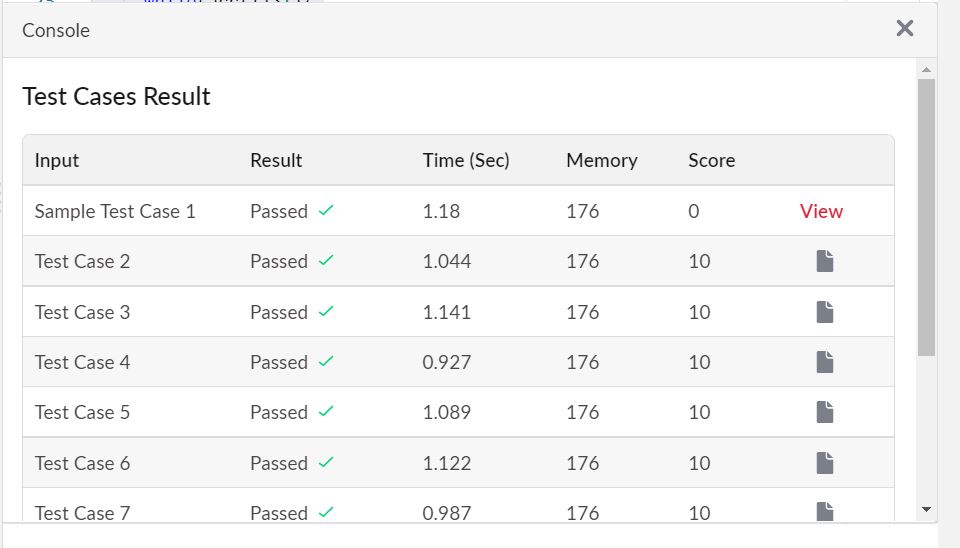 Console
Test Cases Result
Input Result Time (Sec) Memory Score
Sample Test Case 1 Passed 1.18 176 0 View
Test Case 2 Passed 1.044 176 10
Test Case 3 Passed 1.141 176 10
Test Case 4 Passed 0.927 176 10
Test Case 5 Passed 1.089 176 10
Test Case 6 Passed 1.122 176 10
Test Case 7 Passed 0.987 176 10